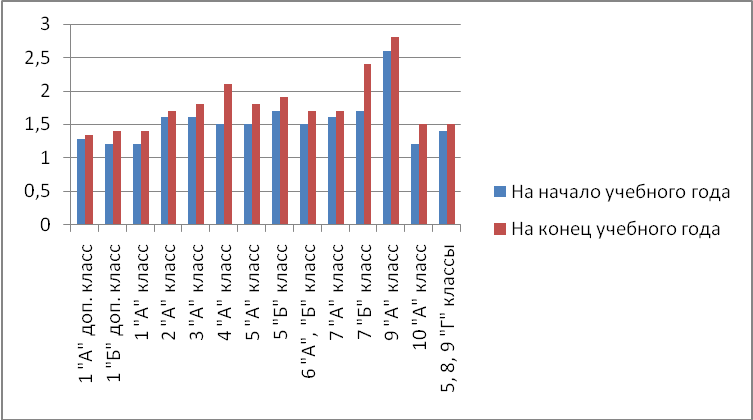 3
2,5
2
1,5
1
0,5
0
1 "А" доп. класс
1 "Б" доп. класс
1 "А" класс
2 "А" класс
3 "А" класс
4 "А" класс
5 "А" класс
5 "Б" класс
6 "А", "Б" класс
7 "А" класс
7 "Б" класс
9 "А" класс
10 "А" класс
5, 8, 9 "Г" классы
На начало учебного года
На конец учебного года